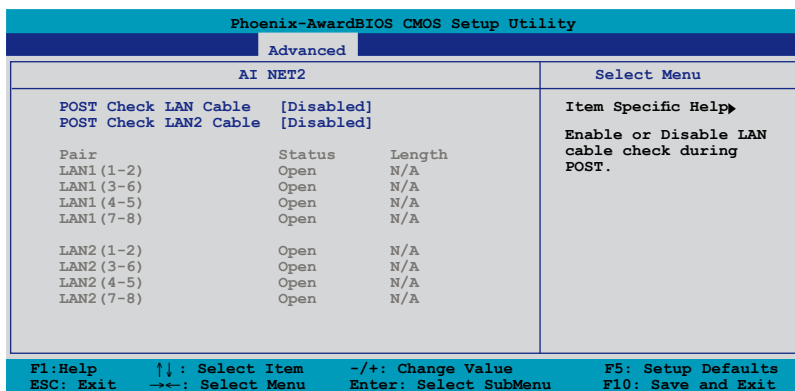 Phoenix-AwardBIOS CMOS Setup Utility
Advanced
AI NET2
Select Menu
POST Check LAN Cable [Disabled]
POST Check LAN2 Cable [Disabled]
Pair Status Length
LAN1(1-2) Open N/A
LAN1(3-6) Open N/A
LAN1(4-5) Open N/A
LAN1(7-8) Open N/A
LAN2(1-2) Open N/A
LAN2(3-6) Open N/A
LAN2(4-5) Open N/A
LAN2(7-8) Open N/A
Item Specific Help▶
Enable or Disable LAN
cable check during
POST.
F1:Help ↑↓ : Select Item -/+: Change Value F5: Setup Defaults
ESC: Exit →←: Select Menu Enter: Select SubMenu F10: Save and Exit